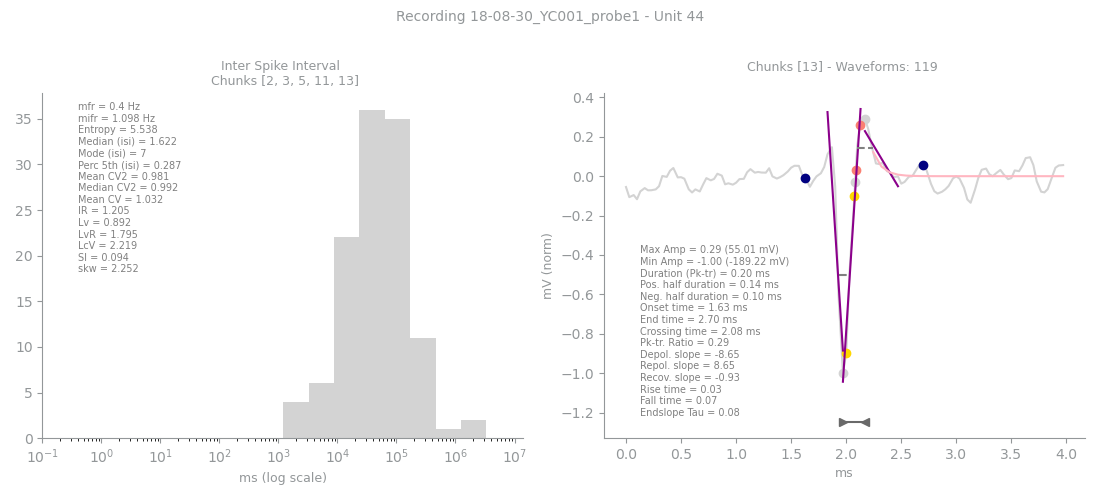 Recording 18-08-30_YC001_probe1 - Unit 44
Inter Spike Interval
Chunks [2, 3, 5, 11, 13]
mfr = 0.4 Hz
mifr = 1.098 Hz
Entropy = 5.538
Median (isi) = 1.622
Mode (isi) = 7
Perc 5th (isi) = 0.287
Mean CV2 = 0.981
Median CV2 = 0.992
Mean CV = 1.032
IR = 1.205
Lv = 0.892
LvR = 1.795
LcV = 2.219
SI = 0.094
skw = 2.252
35
30
25
20
15
10
5
0
10⁻¹ 10⁰ 10¹ 10² 10³ 10⁴ 10⁵ 10⁶ 10⁷
ms (log scale)
Chunks [13] - Waveforms: 119
0.4
0.2
0.0
−0.2
−0.4
−0.6
−0.8
−1.0
−1.2
mV (norm)
Max Amp = 0.29 (55.01 mV)
Min Amp = -1.00 (-189.22 mV)
Duration (Pk-tr) = 0.20 ms
Pos. half duration = 0.14 ms
Neg. half duration = 0.10 ms
Onset time = 1.63 ms
End time = 2.70 ms
Crossing time = 2.08 ms
Pk-tr. Ratio = 0.29
Depol. slope = -8.65
Repol. slope = 8.65
Recov. slope = -0.93
Rise time = 0.03
Fall time = 0.07
Endslope Tau = 0.08
0.0 0.5 1.0 1.5 2.0 2.5 3.0 3.5 4.0
ms